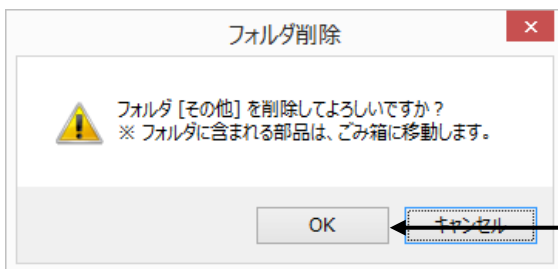 フォルダ削除
フォルダ [その他] を削除してよろしいですか？
※ フォルダに含まれる部品は、ごみ箱に移動します。
OK
キャンセル